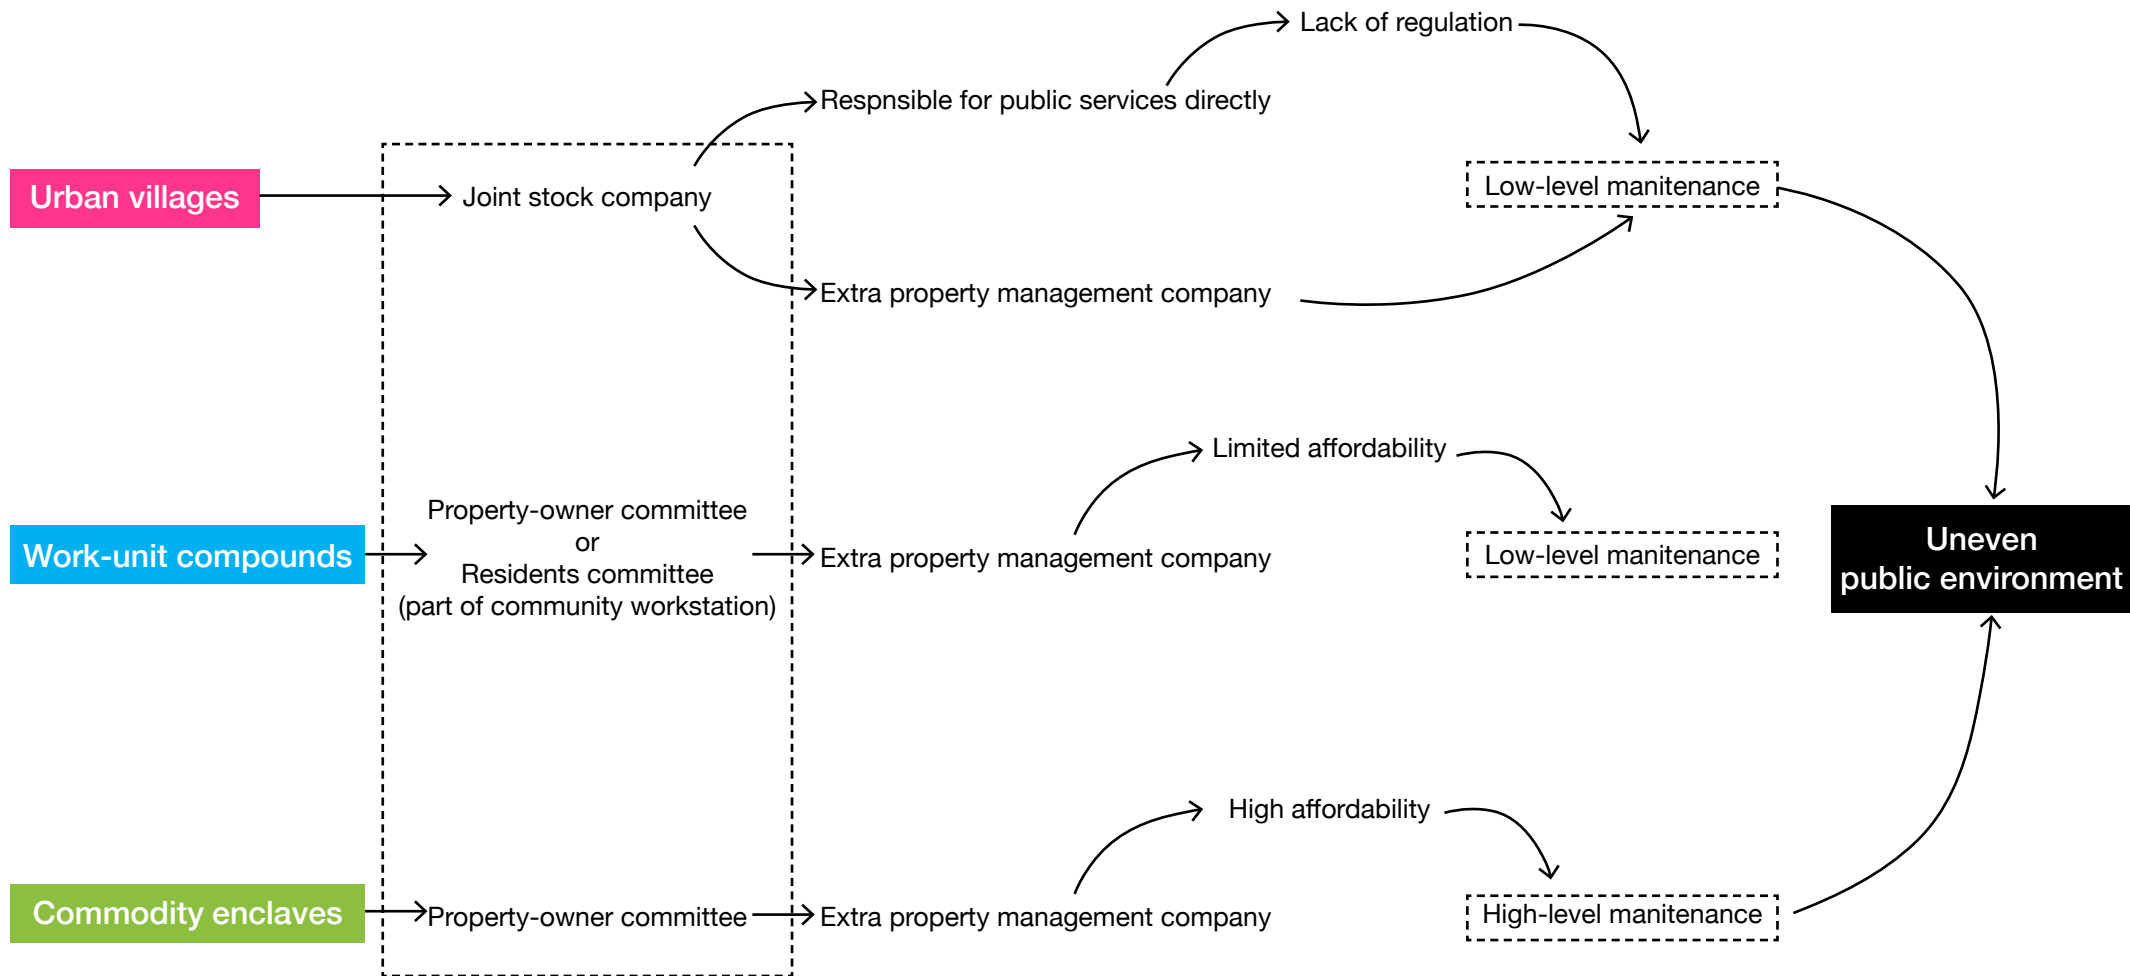 Lack of regulation
Respnsible for public services directly
Urban villages
Joint stock company
Low-level manitenance
Extra property management company
Limited affordability
Work-unit compounds
Property-owner committee
or
Residents committee
(part of community workstation)
Extra property management company
Low-level manitenance
Uneven
public environment
High affordability
Commodity enclaves
Property-owner committee
Extra property management company
High-level manitenance